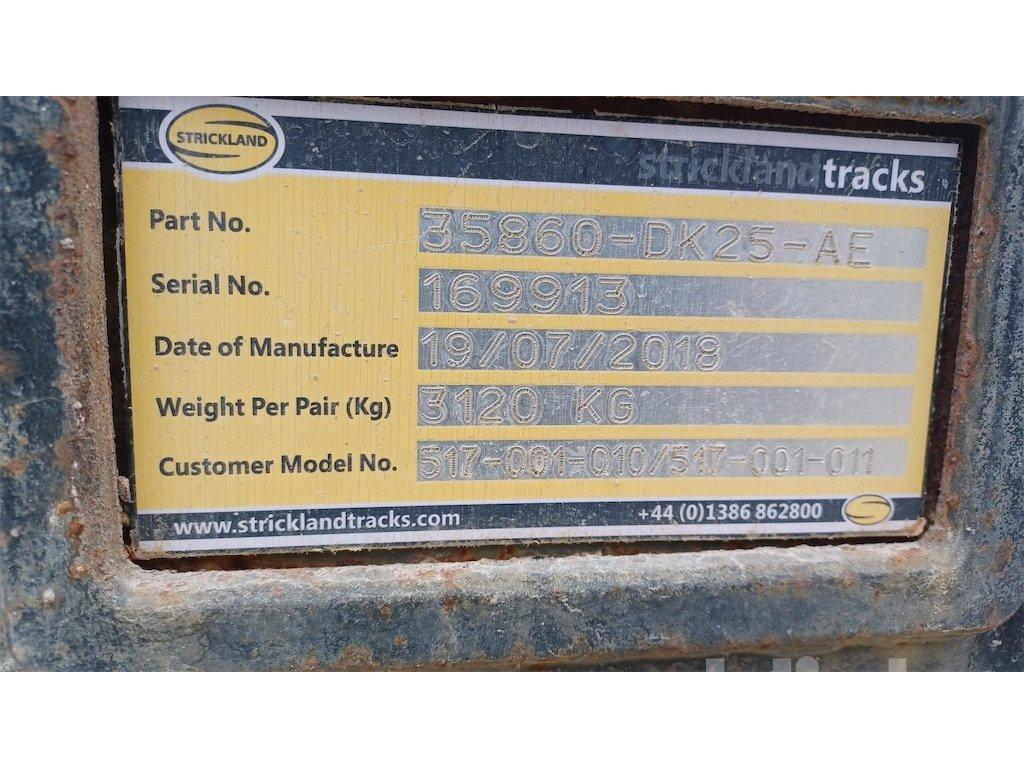 STRICKLAND
stricklandtracks
Part No. 35860-DK25-AE
Serial No. 169913
Date of Manufacture 19/07/2018
Weight Per Pair (Kg) 3120 KG
Customer Model No. 517-001-010/517-001-011
www.stricklandtracks.com +44 (0)1386 862800